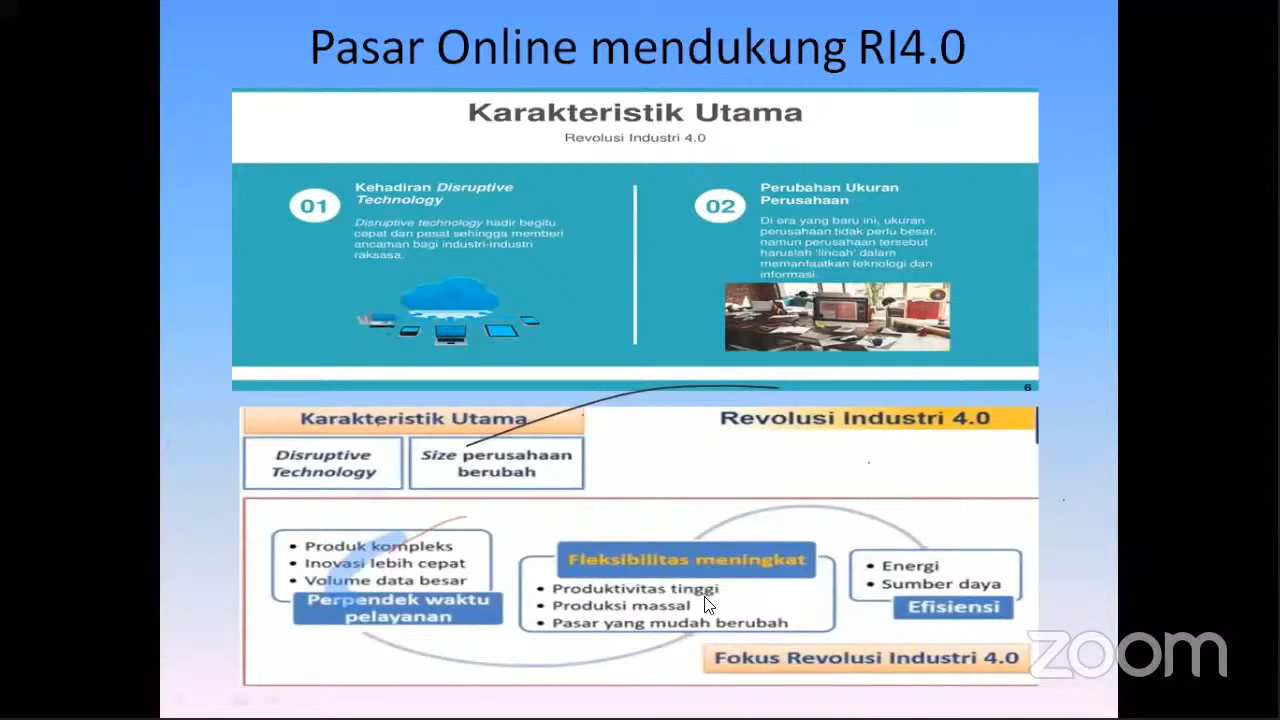 Pasar Online mendukung RI4.0
Karakteristik Utama
Revolusi Industri 4.0
01
Kehadiran Disruptive
Technology
Disruptive technology hadir begitu
cepat dan pesat sehingga memberi
ancaman bagi industri-industri
raksasa.
02
Perubahan Ukuran
Perusahaan
Di era yang baru ini, ukuran
perusahaan tidak perlu besar,
namun perusahaan tersebut
haruslah 'lincah' dalam
memanfaatkan teknologi dan
informasi.
6
Karakteristik Utama
Revolusi Industri 4.0
Disruptive
Technology
Size perusahaan
berubah
• Produk kompleks
• Inovasi lebih cepat
• Volume data besar
Perpendek waktu
pelayanan
Fleksibilitas meningkat
• Produktivitas tinggi
• Produksi massal
• Pasar yang mudah berubah
• Energi
• Sumber daya
Efisiensi
Fokus Revolusi Industri 4.0
zoom